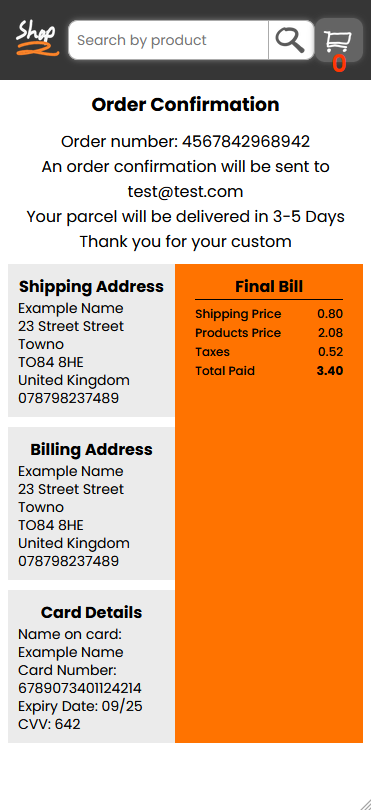 Shop
Search by product
0
Order Confirmation
Order number: 4567842968942
An order confirmation will be sent to
test@test.com
Your parcel will be delivered in 3-5 Days
Thank you for your custom
Shipping Address
Example Name
23 Street Street
Towno
TO84 8HE
United Kingdom
078798237489
Billing Address
Example Name
23 Street Street
Towno
TO84 8HE
United Kingdom
078798237489
Card Details
Name on card:
Example Name
Card Number:
6789073401124214
Expiry Date: 09/25
CVV: 642
Final Bill
Shipping Price 0.80
Products Price 2.08
Taxes 0.52
Total Paid 3.40